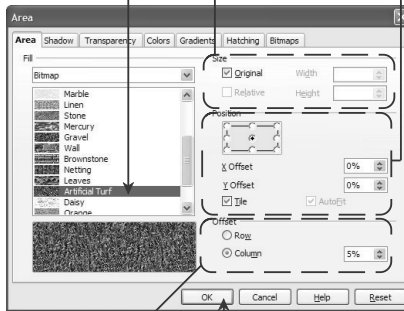 Area
Area Shadow Transparency Colors Gradients Hatching Bitmaps
Fill
Bitmap
Marble
Linen
Stone
Mercury
Gravel
Wall
Brownstone
Netting
Leaves
Artificial Turf
Daisy
Orange
Size
Original Width
Relative Height
Position
X Offset 0%
Y Offset 0%
Tile AutoFit
Offset
Row
Column 5%
OK Cancel Help Reset